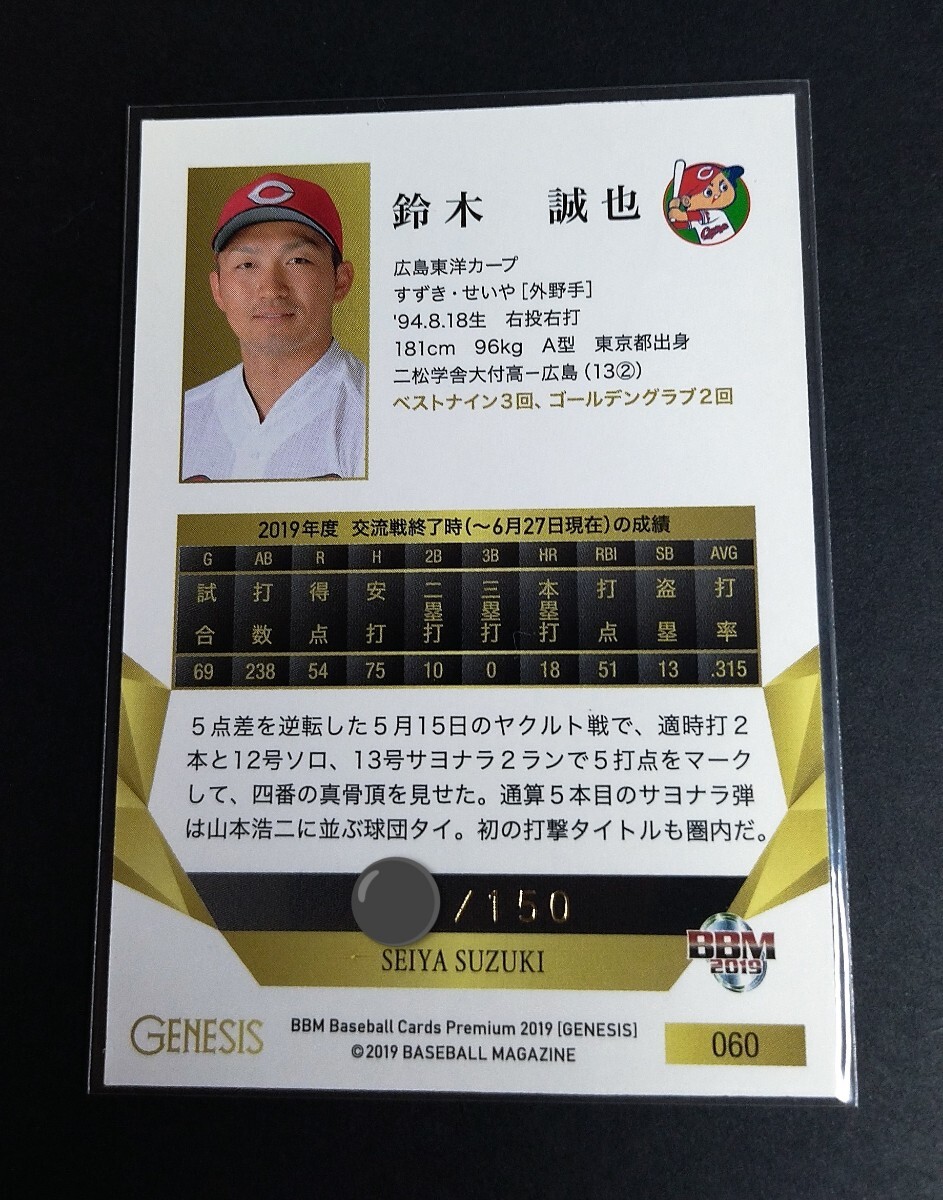 鈴木 誠也
広島東洋カープ
すずき・せいや[外野手]
'94.8.18生 右投右打
181cm 96kg A型 東京都出身
二松学舎大付高－広島(13②)
ベストナイン3回、ゴールデングラブ2回
2019年度 交流戦終了時(〜6月27日現在)の成績
G AB R H 2B 3B HR RBI SB AVG
試合 打数 得点 安打 二塁打 三塁打 本塁打 打点 盗塁 打率
69 238 54 75 10 0 18 51 13 .315
５点差を逆転した５月15日のヤクルト戦で、適時打２
本と12号ソロ、13号サヨナラ２ランで５打点をマーク
して、四番の真骨頂を見せた。通算５本目のサヨナラ弾
は山本浩二に並ぶ球団タイ。初の打撃タイトルも圏内だ。
/150
SEIYA SUZUKI
BBM
2019
GENESIS
BBM Baseball Cards Premium 2019 [GENESIS]
©2019 BASEBALL MAGAZINE
060